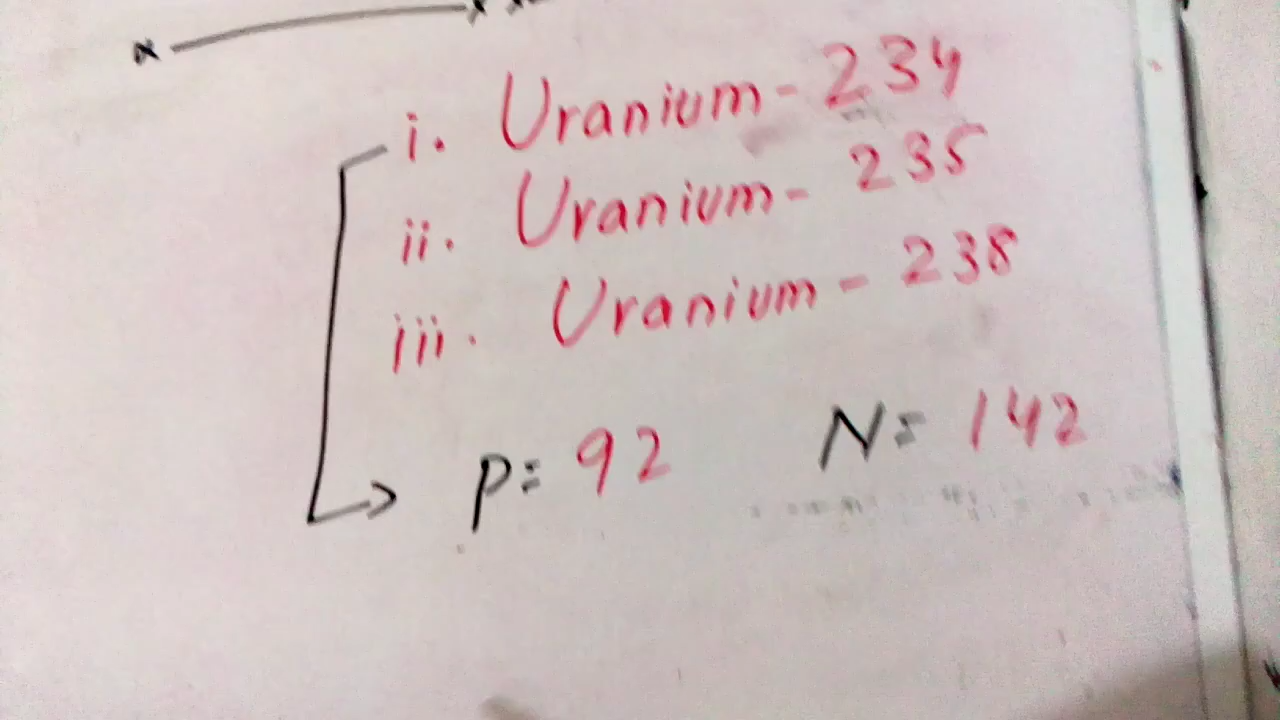 i. Uranium - 234
ii. Uranium - 235
iii. Uranium - 238
P = 92 N = 142